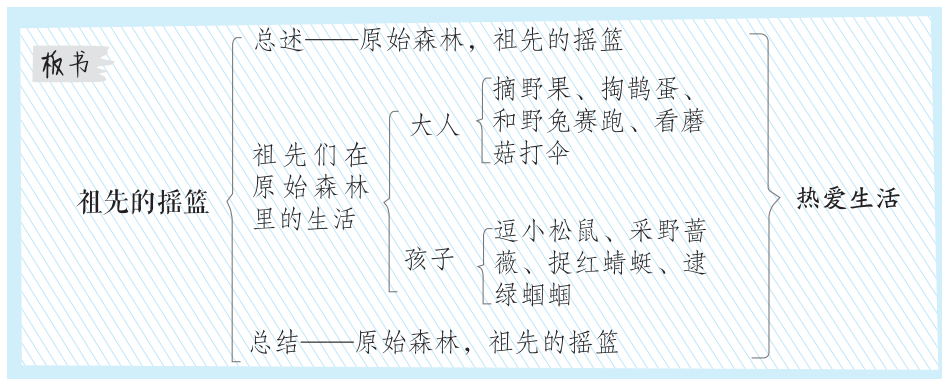 板书
祖先的摇篮
总述——原始森林，祖先的摇篮
祖先们在
原始森林
里的生活
大人
摘野果、掏鹊蛋、
和野兔赛跑、看蘑
菇打伞
孩子
逗小松鼠、采野蔷
薇、捉红蜻蜓、逮
绿蝈蝈
总结——原始森林，祖先的摇篮
热爱生活